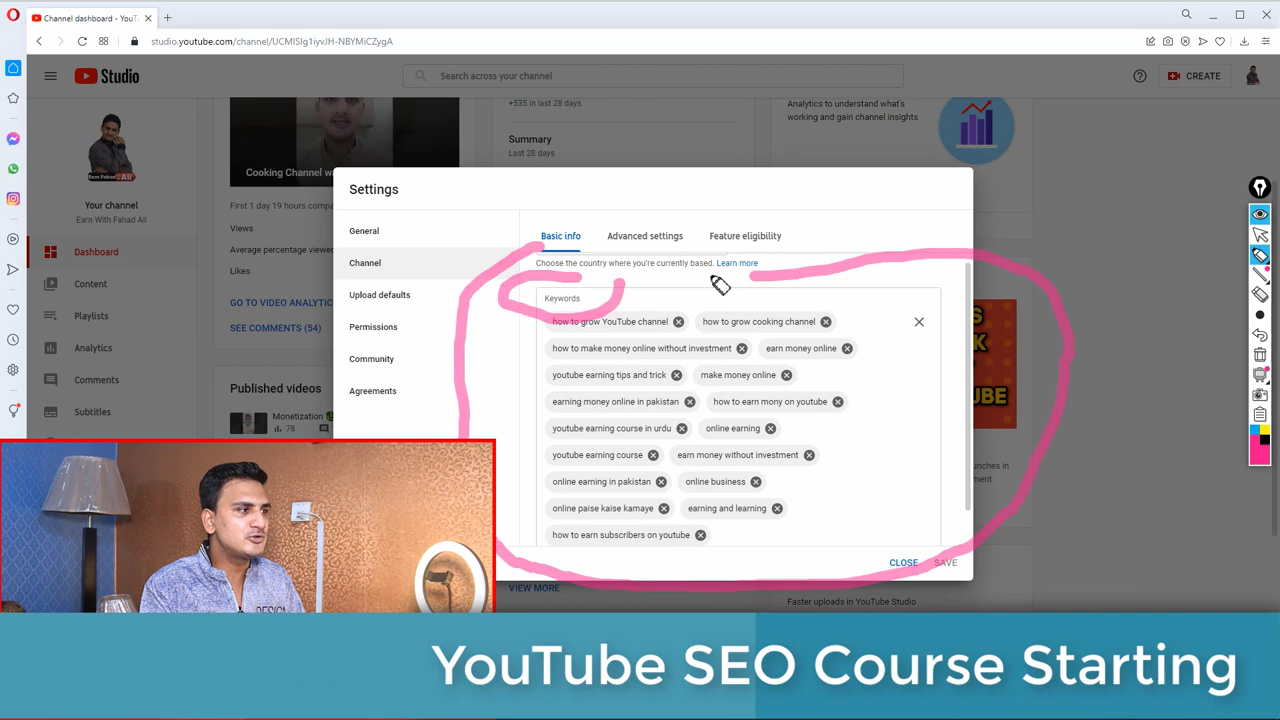 Channel dashboard - YouT
studio.youtube.com/channel/UCMISlg1iyvJH-NBYMiCZygA
Studio
Search across your channel
CREATE
Your channel
Earn With Fahad Ali
Dashboard
Content
Playlists
Analytics
Comments
Subtitles
Cooking Channel
First 1 day 19 hours compa
Views
Average percentage viewed
Likes
GO TO VIDEO ANALYTIC
SEE COMMENTS (54)
Published videos
Monetization
78
+535 in last 28 days
Summary
Last 28 days
Analytics to understand what's
working and gain channel insights
Settings
General
Channel
Upload defaults
Permissions
Community
Agreements
Basic info
Advanced settings
Feature eligibility
Choose the country where you're currently based. Learn more
Keywords
how to grow YouTube channel
how to grow cooking channel
how to make money online without investment
earn money online
youtube earning tips and trick
make money online
earning money online in pakistan
how to earn mony on youtube
youtube earning course in urdu
online earning
youtube earning course
earn money without investment
online earning in pakistan
online business
online paise kaise kamaye
earning and learning
how to earn subscribers on youtube
CLOSE
SAVE
VIEW MORE
Faster uploads in YouTube Studio
DESIGN
YouTube SEO Course Starting